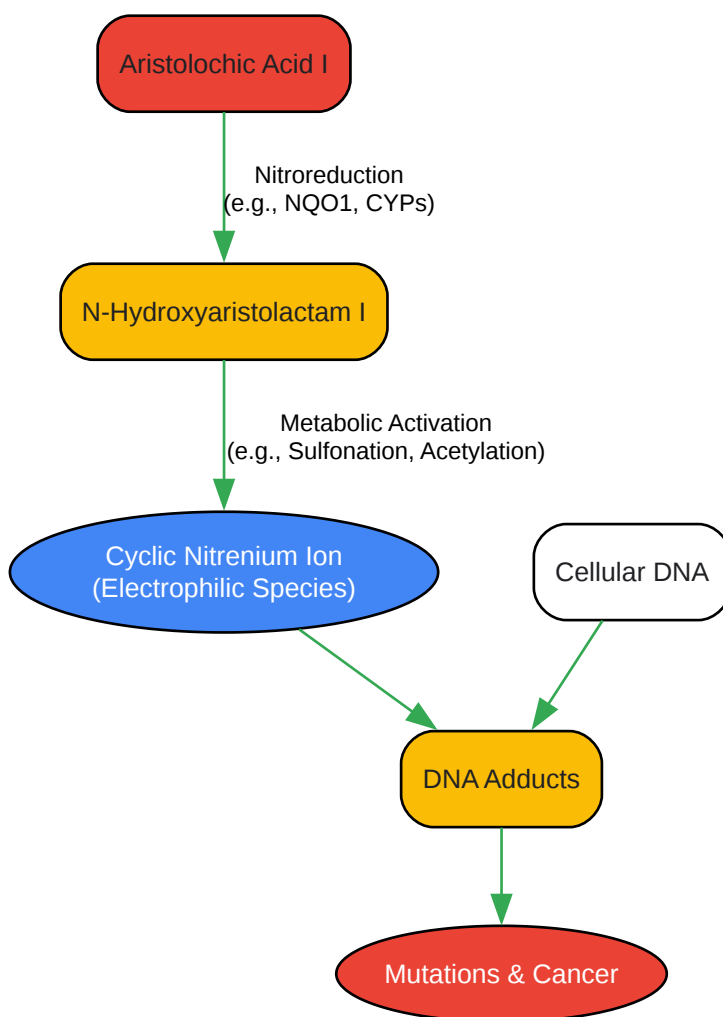 Aristolochic Acid I
Nitroreduction
(e.g., NQO1, CYPs)
N-Hydroxyaristolactam I
Metabolic Activation
(e.g., Sulfonation, Acetylation)
Cyclic Nitrenium Ion
(Electrophilic Species)
Cellular DNA
DNA Adducts
Mutations & Cancer